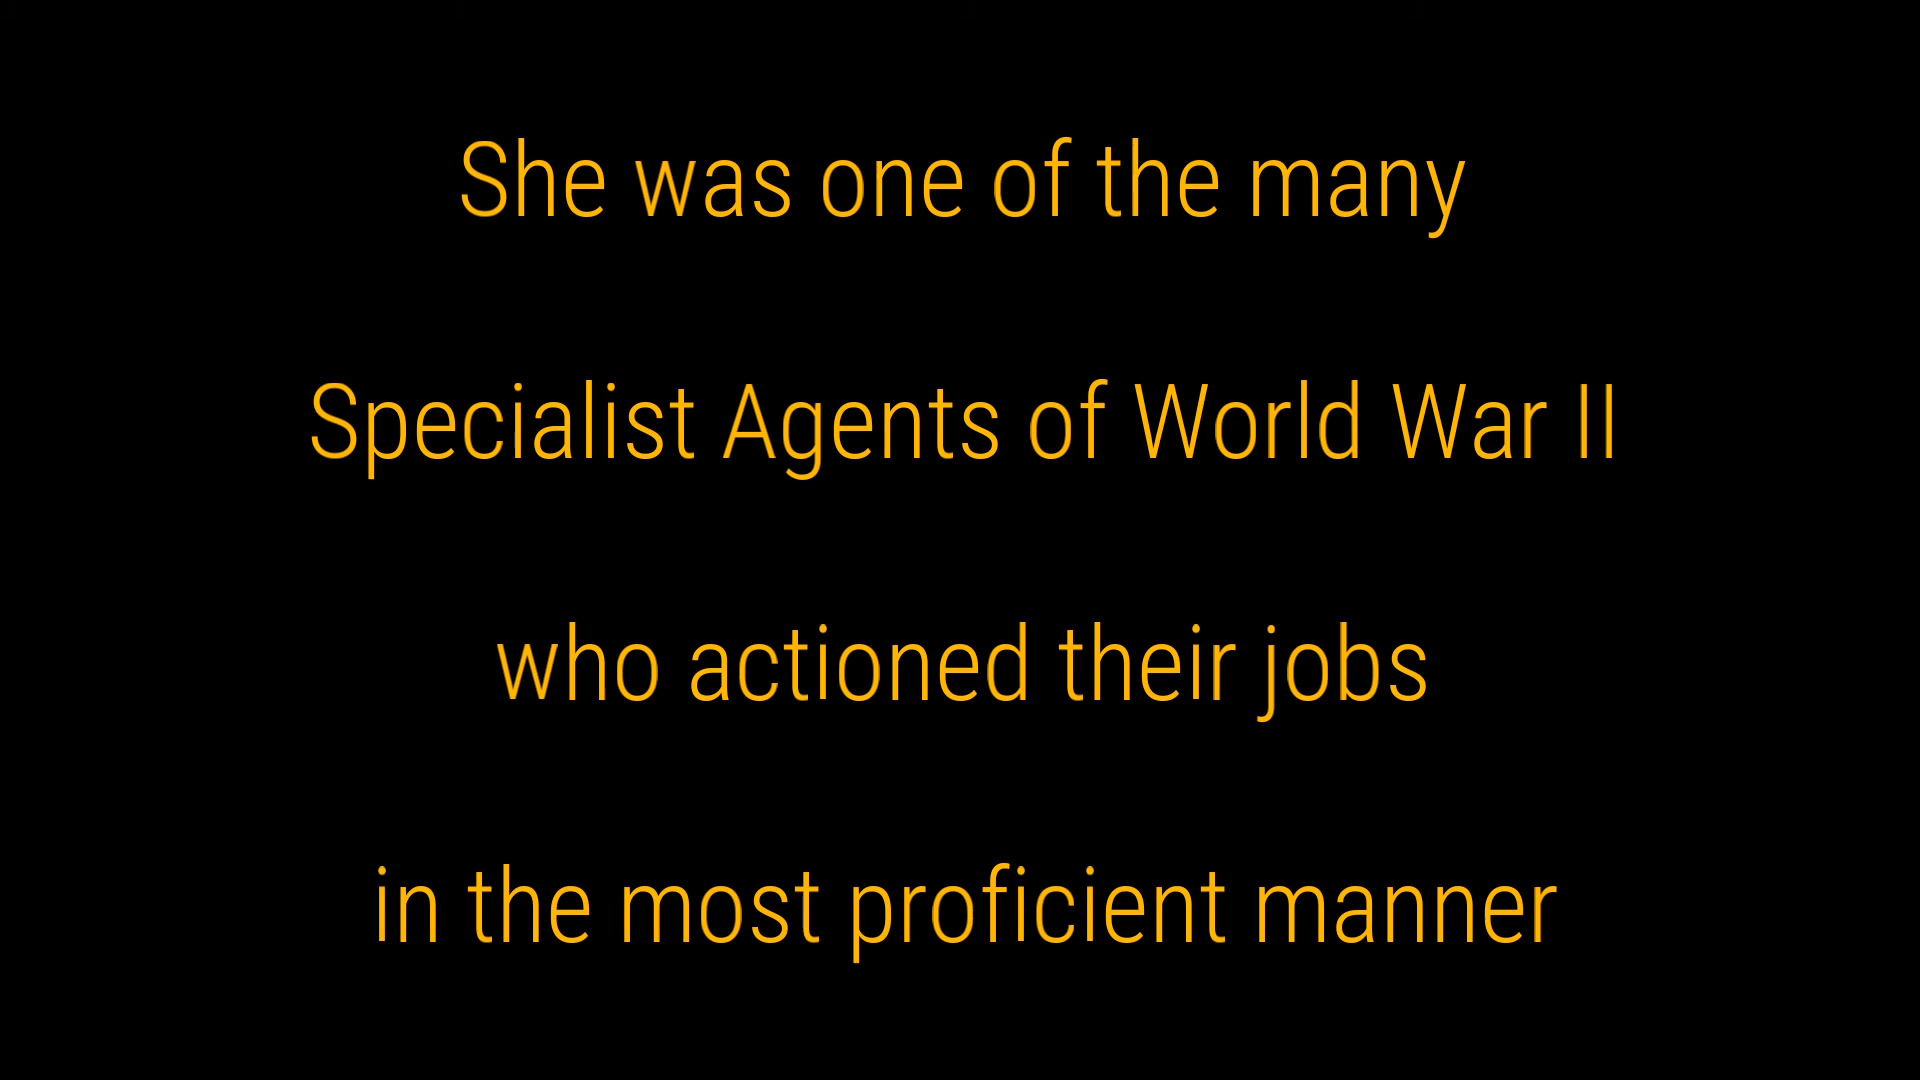 She was one of the many
Specialist Agents of World War II
who actioned their jobs
in the most proficient manner